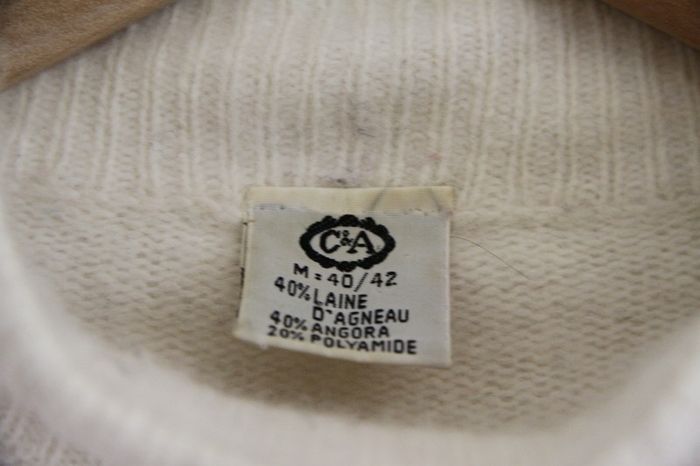 C&A
M = 40/42
40% LAINE
D'AGNEAU
40% ANGORA
20% POLYAMIDE